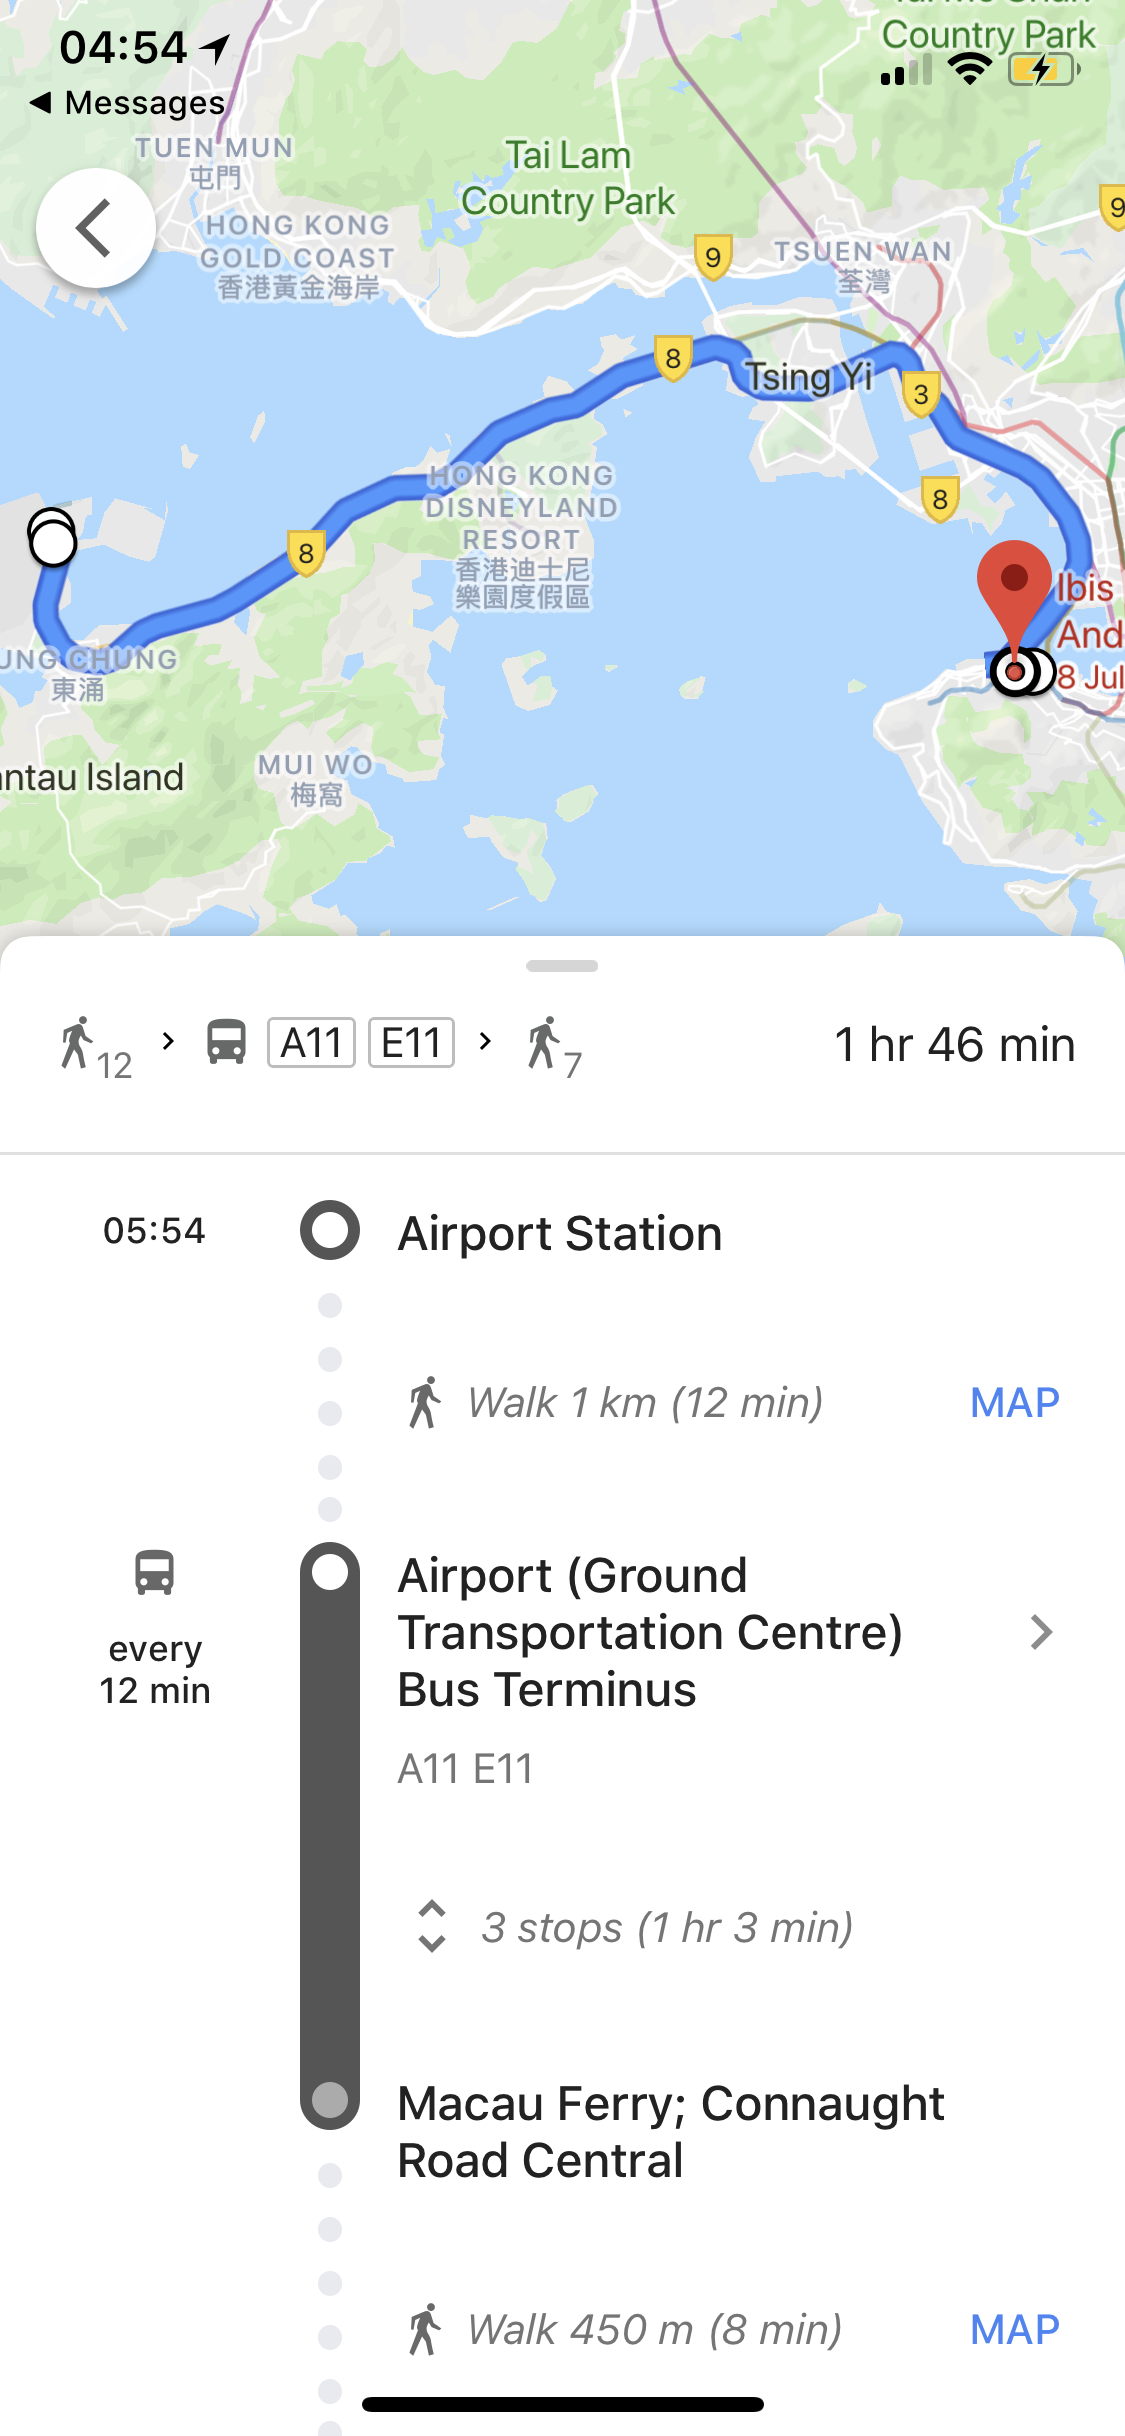 Country Park
04:54
Messages
TUEN MUN
屯門
Tai Lam
Country Park
HONG KONG
GOLD COAST
香港黃金海岸
9
9
TSUEN WAN
荃灣
8
Tsing Yi
3
HONG KONG
DISNEYLAND
RESORT
香港迪士尼
樂園度假區
8
8
Ibis
And
8 Jul
UNG CHUNG
東涌
ntau Island
MUI WO
梅窩
12
A11
E11
7
1 hr 46 min
05:54
Airport Station
Walk 1 km (12 min)
MAP
every
12 min
Airport (Ground
Transportation Centre)
Bus Terminus
A11 E11
3 stops (1 hr 3 min)
Macau Ferry; Connaught
Road Central
Walk 450 m (8 min)
MAP